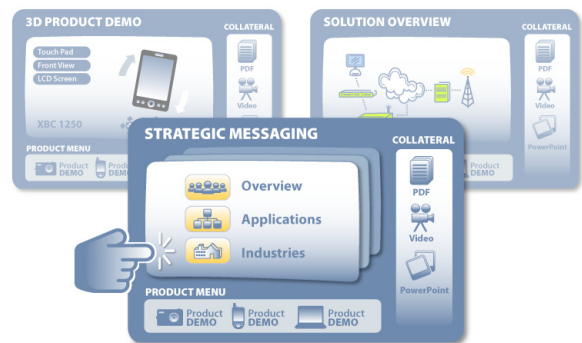 3D PRODUCT DEMO
COLLATERAL
Touch Pad
Front View
LCD Screen
PDF
Video
XBC 1250
PRODUCT MENU
Product
DEMO
SOLUTION OVERVIEW
COLLATERAL
PDF
Video
PowerPoint
Product
DEMO
STRATEGIC MESSAGING
COLLATERAL
Overview
Applications
Industries
PDF
Video
PowerPoint
PRODUCT MENU
Product
DEMO
Product
DEMO
Product
DEMO